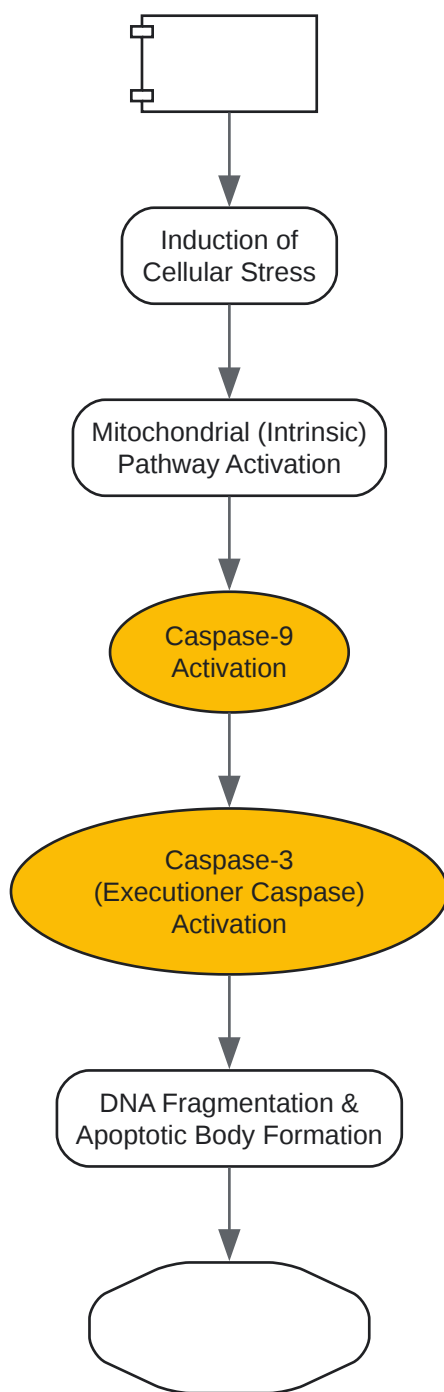 Induction of
Cellular Stress
Mitochondrial (Intrinsic)
Pathway Activation
Caspase-9
Activation
Caspase-3
(Executioner Caspase)
Activation
DNA Fragmentation &
Apoptotic Body Formation